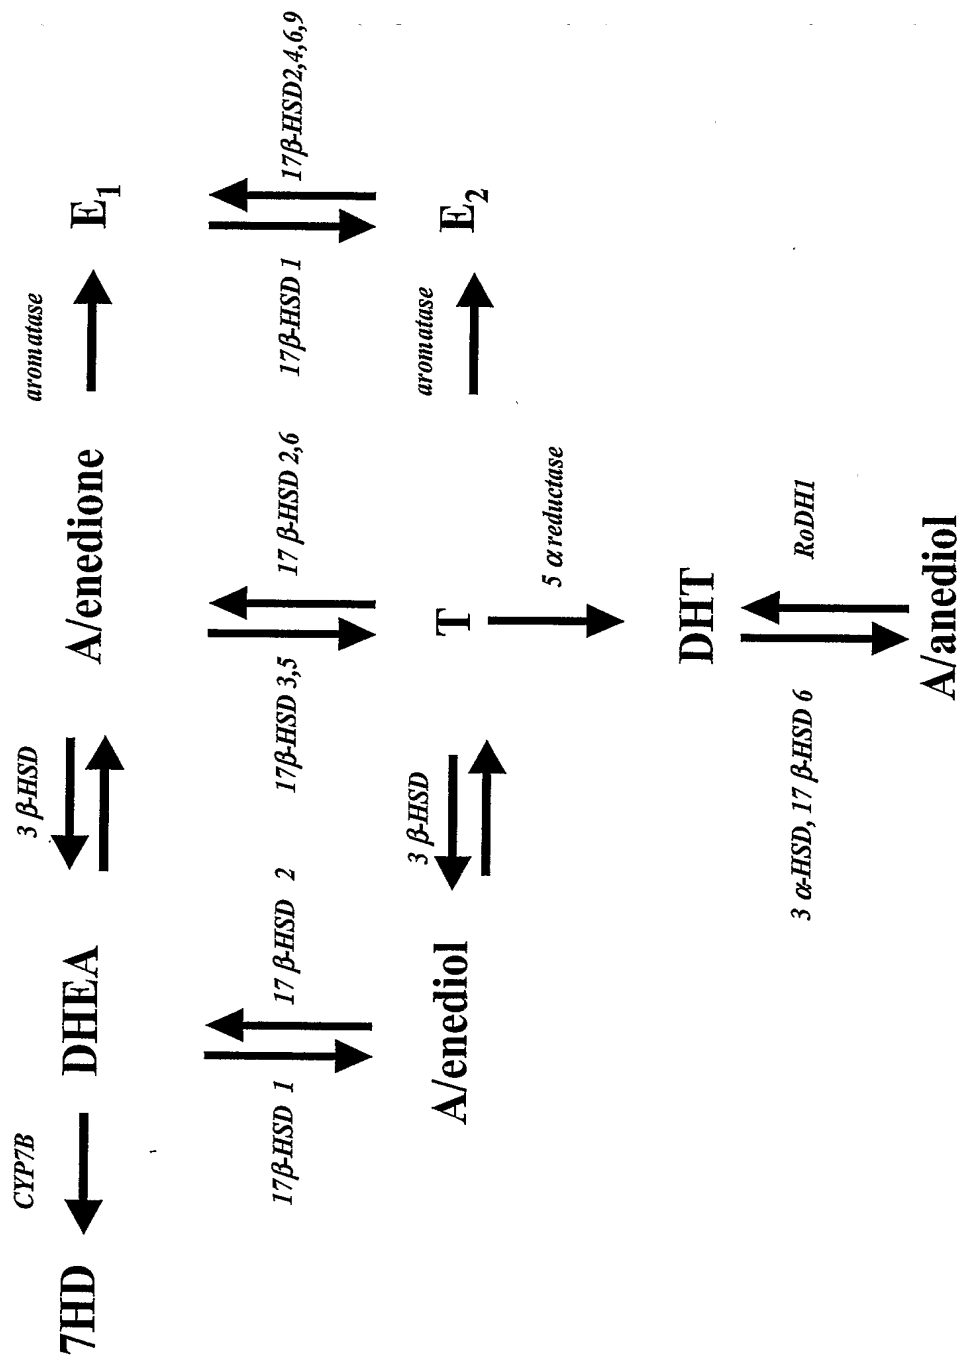 CYP7B
3 β-HSD
aromatase
7HD
DHEA
A/enedione
E₁
17β-HSD 1
17 β-HSD 2
17β-HSD 3,5
17 β-HSD 2,6
17β-HSD 1
17β-HSD2,4,6,9
3 β-HSD
aromatase
A/enediol
T
E₂
5 α reductase
DHT
3 α-HSD, 17 β-HSD 6
RoDH1
A/anediol